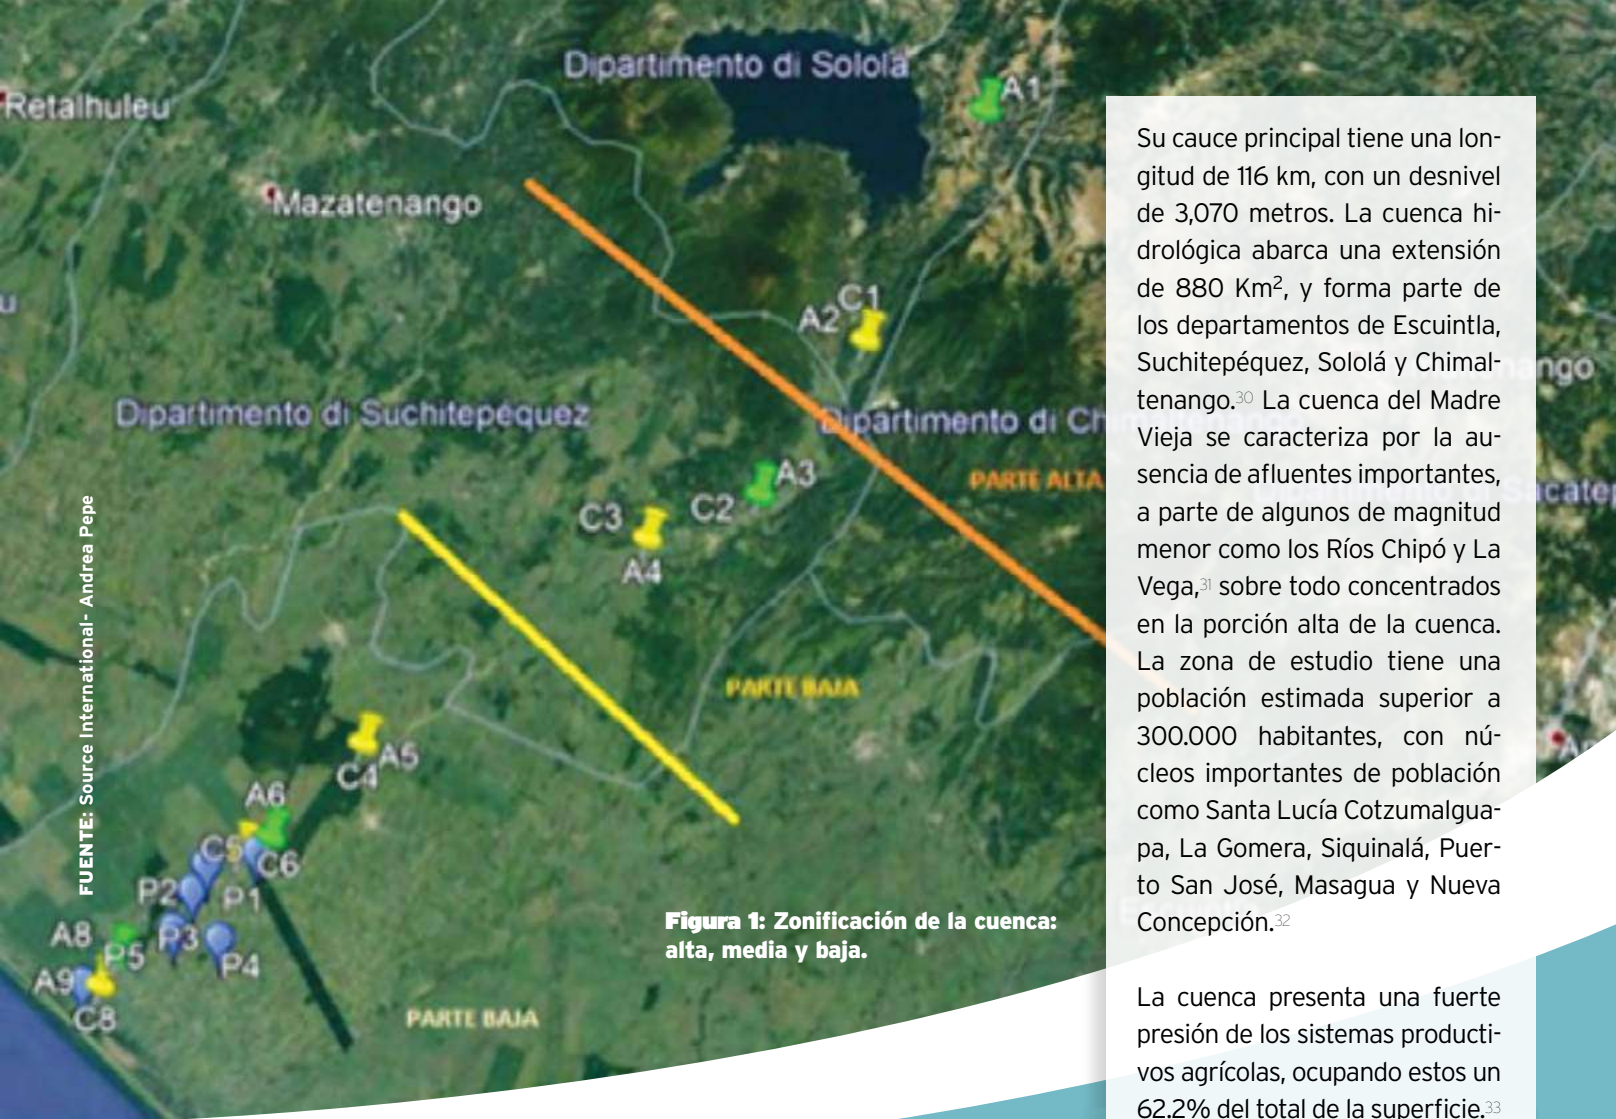 Dipartimento di Sololà
A1
Retalhuleu
Mazatenango
C1
A2
Dipartimento di Suchitepéquez
Dipartimento di Ch
PARTE ALTA
A3
C2
C3
A4
PARTE BAJA
A5
C4
A6
C5
C6
P2
P1
A8
P3
P5
P4
A9
C8
PARTE BAJA
ango
FUENTE: Source International- Andrea Pepe
Figura 1: Zonificación de la cuenca:
alta, media y baja.
Su cauce principal tiene una lon-
gitud de 116 km, con un desnivel
de 3,070 metros. La cuenca hi-
drológica abarca una extensión
de 880 Km², y forma parte de
los departamentos de Escuintla,
Suchitepéquez, Sololá y Chimal-
tenango.30 La cuenca del Madre
Vieja se caracteriza por la au-
sencia de afluentes importantes,
a parte de algunos de magnitud
menor como los Ríos Chipó y La
Vega,31 sobre todo concentrados
en la porción alta de la cuenca.
La zona de estudio tiene una
población estimada superior a
300.000 habitantes, con nú-
cleos importantes de población
como Santa Lucía Cotzumalgua-
pa, La Gomera, Siquinalá, Puer-
to San José, Masagua y Nueva
Concepción.32
La cuenca presenta una fuerte
presión de los sistemas producti-
vos agrícolas, ocupando estos un
62.2% del total de la superficie.33